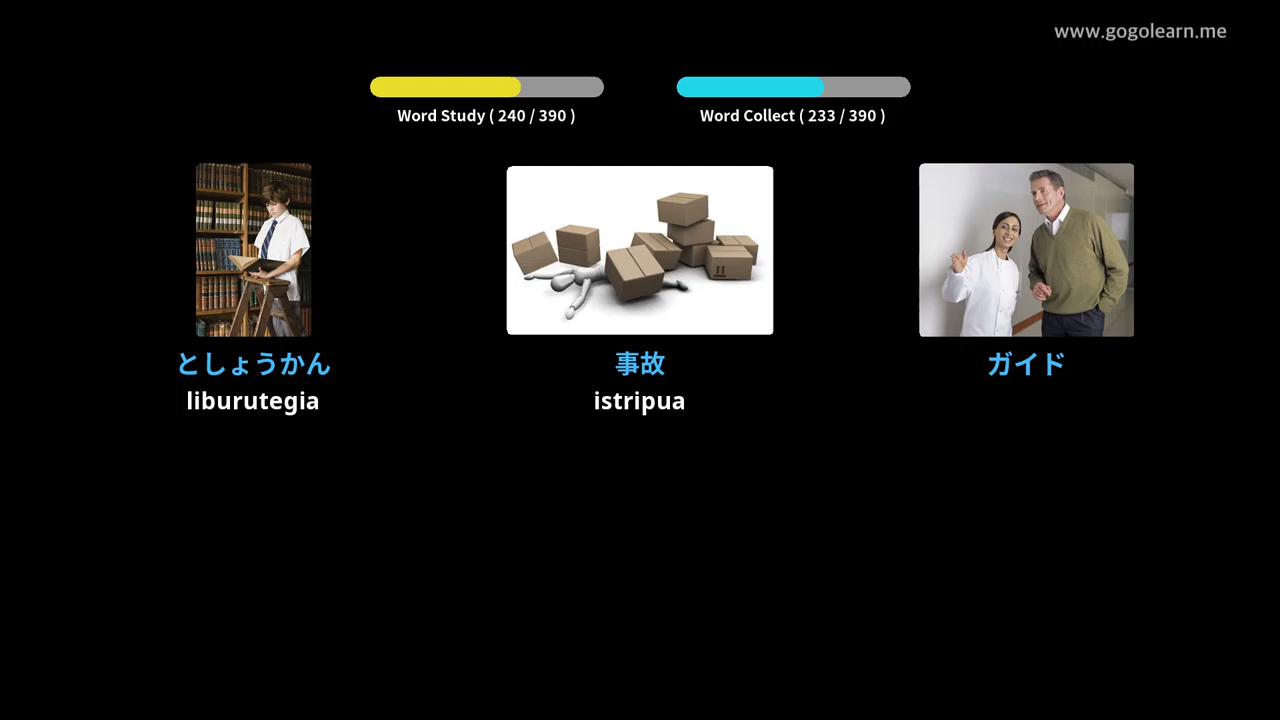 www.gogolearn.me
Word Study ( 240 / 390 )
Word Collect ( 233 / 390 )
としょうかん
事故
ガイド
liburutegia
istripua